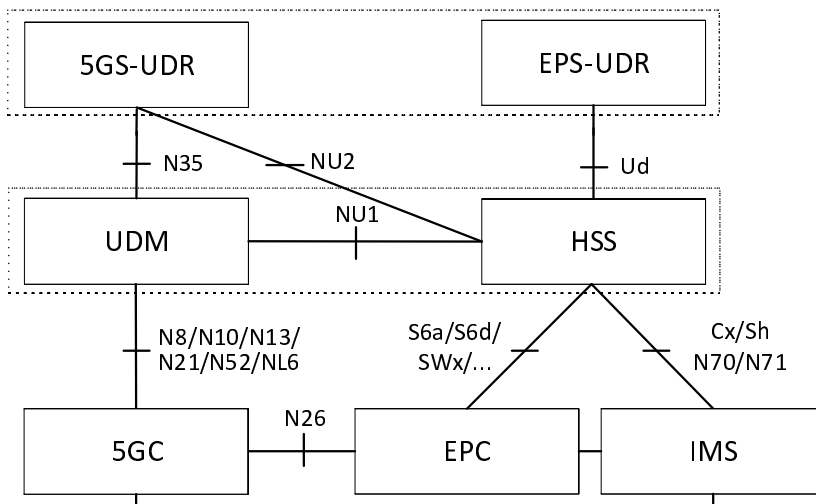 5GS-UDR
EPS-UDR
N35
NU2
Ud
UDM
NU1
HSS
N8/N10/N13/
N21/N52/NL6
S6a/S6d/
SWx/...
Cx/Sh
N70/N71
5GC
N26
EPC
IMS